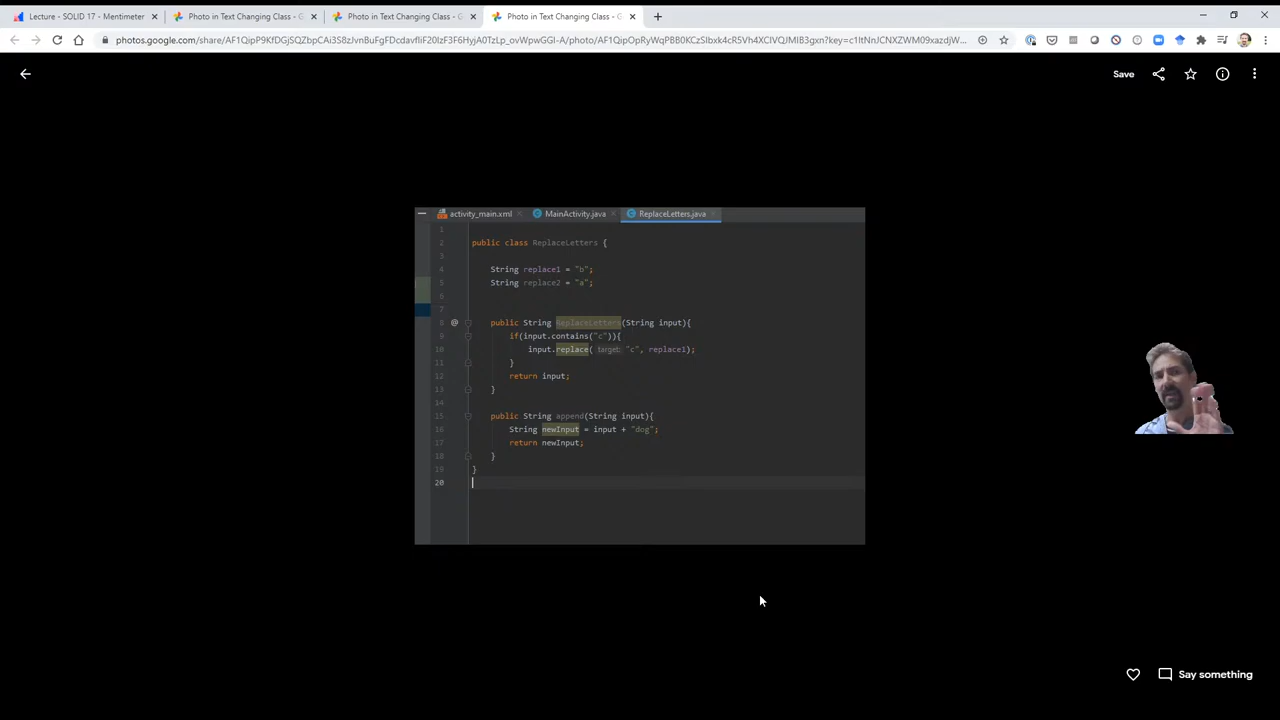 Lecture - SOLID 17 - Mentimeter
Photo in Text Changing Class - G
Photo in Text Changing Class - G
Photo in Text Changing Class - G
photos.google.com/share/
Save
activity_main.xml
MainActivity.java
ReplaceLetters.java
1
2 public class ReplaceLetters {
3
4 String replace1 = "b";
5 String replace2 = "a";
6
7
8 @ public String ReplaceLetters(String input){
9 if(input.contains("c")){
10 input.replace( target: "c", replace1);
11 }
12 return input;
13 }
14
15 public String append(String input){
16 String newInput = input + "dog";
17 return newInput;
18 }
19 }
20
Say something